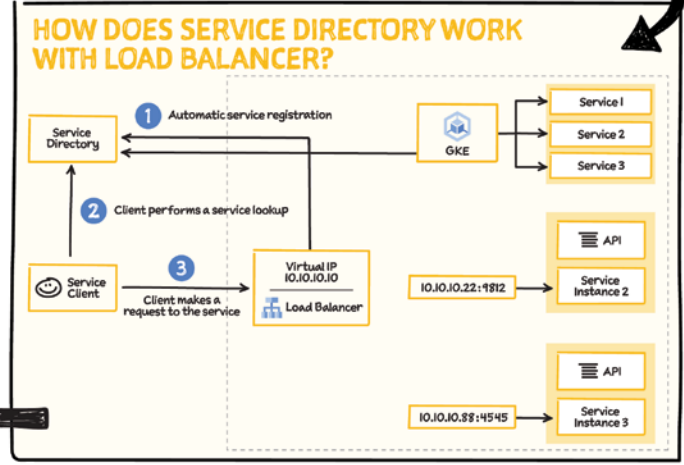 HOW DOES SERVICE DIRECTORY WORK
WITH LOAD BALANCER?
1
Automatic service registration
Service
Directory
GKE
Service 1
Service 2
Service 3
2
Client performs a service lookup
API
3
Service
Client
Client makes a
request to the service
Virtual IP
10.10.10.10
Load Balancer
10.10.10.22:9812
Service
Instance 2
API
10.10.10.88:4545
Service
Instance 3